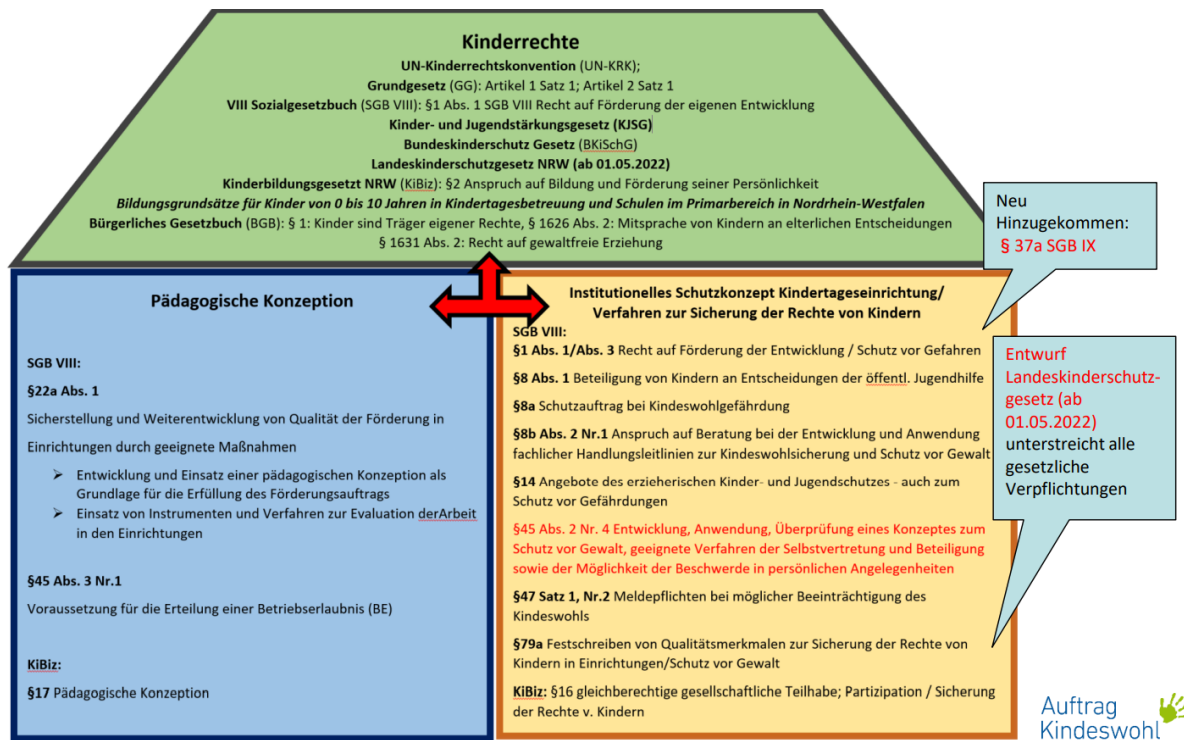 Kinderrechte
UN-Kinderrechtskonvention (UN-KRK);
Grundgesetz (GG): Artikel 1 Satz 1; Artikel 2 Satz 1
VIII Sozialgesetzbuch (SGB VIII): §1 Abs. 1 SGB VIII Recht auf Förderung der eigenen Entwicklung
Kinder- und Jugendstärkungsgesetz (KJSG)
Bundeskinderschutz Gesetz (BKiSchG)
Landeskinderschutzgesetz NRW (ab 01.05.2022)
Kinderbildungsgesetzt NRW (KiBiz): §2 Anspruch auf Bildung und Förderung seiner Persönlichkeit
Bildungsgrundsätze für Kinder von 0 bis 10 Jahren in Kindertagesbetreuung und Schulen im Primarbereich in Nordrhein-Westfalen
Bürgerliches Gesetzbuch (BGB): § 1: Kinder sind Träger eigener Rechte, § 1626 Abs. 2: Mitsprache von Kindern an elterlichen Entscheidungen
§ 1631 Abs. 2: Recht auf gewaltfreie Erziehung
Neu
Hinzugekommen:
§ 37a SGB IX
Pädagogische Konzeption
SGB VIII:
§22a Abs. 1
Sicherstellung und Weiterentwicklung von Qualität der Förderung in
Einrichtungen durch geeignete Maßnahmen
➢ Entwicklung und Einsatz einer pädagogischen Konzeption als
Grundlage für die Erfüllung des Förderungsauftrags
➢ Einsatz von Instrumenten und Verfahren zur Evaluation derArbeit
in den Einrichtungen
§45 Abs. 3 Nr.1
Voraussetzung für die Erteilung einer Betriebserlaubnis (BE)
KiBiz:
§17 Pädagogische Konzeption
Institutionelles Schutzkonzept Kindertageseinrichtung/
Verfahren zur Sicherung der Rechte von Kindern
SGB VIII:
§1 Abs. 1/Abs. 3 Recht auf Förderung der Entwicklung / Schutz vor Gefahren
§8 Abs. 1 Beteiligung von Kindern an Entscheidungen der öffentl. Jugendhilfe
§8a Schutzauftrag bei Kindeswohlgefährdung
§8b Abs. 2 Nr.1 Anspruch auf Beratung bei der Entwicklung und Anwendung
fachlicher Handlungsleitlinien zur Kindeswohlsicherung und Schutz vor Gewalt
§14 Angebote des erzieherischen Kinder- und Jugendschutzes - auch zum
Schutz vor Gefährdungen
§45 Abs. 2 Nr. 4 Entwicklung, Anwendung, Überprüfung eines Konzeptes zum
Schutz vor Gewalt, geeignete Verfahren der Selbstvertretung und Beteiligung
sowie der Möglichkeit der Beschwerde in persönlichen Angelegenheiten
§47 Satz 1, Nr.2 Meldepflichten bei möglicher Beeinträchtigung des
Kindeswohls
§79a Festschreiben von Qualitätsmerkmalen zur Sicherung der Rechte von
Kindern in Einrichtungen/Schutz vor Gewalt
KiBiz: §16 gleichberechtige gesellschaftliche Teilhabe; Partizipation / Sicherung
der Rechte v. Kindern
Entwurf
Landeskinderschutz-
gesetz (ab
01.05.2022)
unterstreicht alle
gesetzliche
Verpflichtungen
Auftrag
Kindeswohl